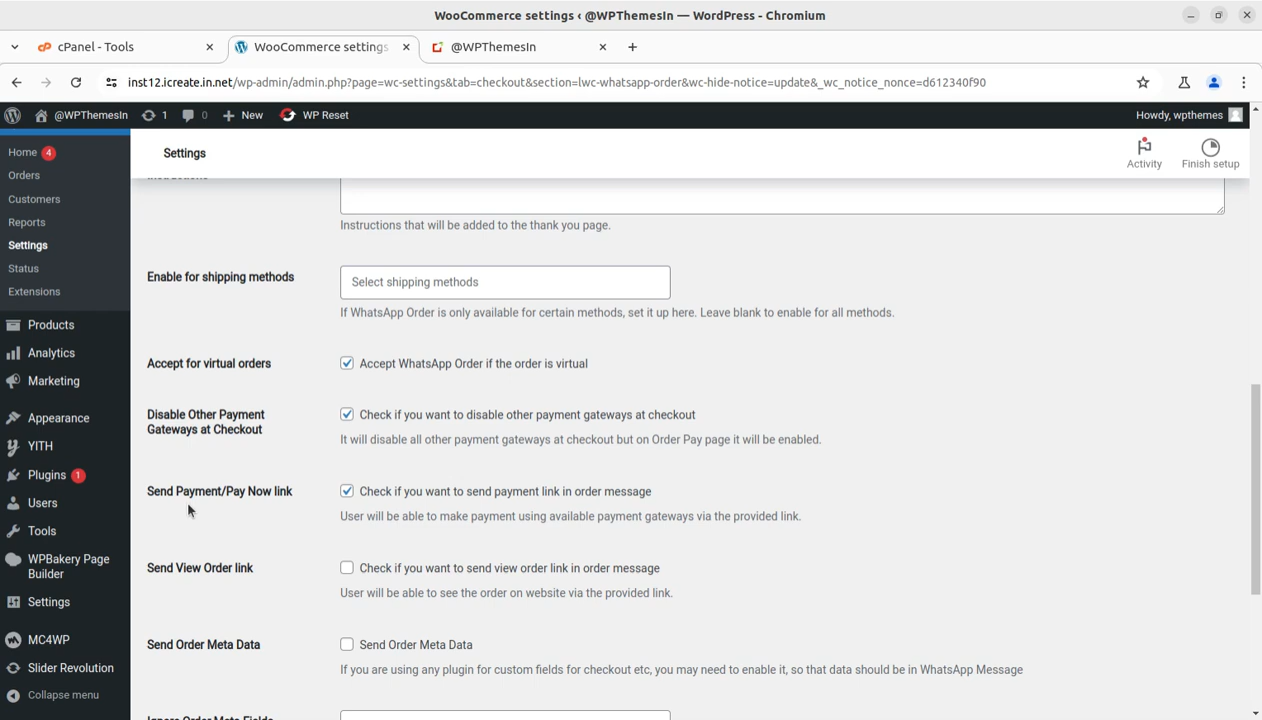 WooCommerce settings ‹ @WPThemesIn — WordPress - Chromium
cPanel - Tools
WooCommerce settings
@WPThemesIn
inst12.icreate.in.net/wp-admin/admin.php?page=wc-settings&tab=checkout&section=lwc-whatsapp-order&wc-hide-notice=update&_wc_notice_nonce=d612340f90
@WPThemesIn 1 0 New WP Reset Howdy, wpthemes
Home 4
Orders
Customers
Reports
Settings
Status
Extensions
Products
Analytics
Marketing
Appearance
YITH
Plugins 1
Users
Tools
WPBakery Page
Builder
Settings
MC4WP
Slider Revolution
Collapse menu
Settings
Activity
Finish setup
Instructions that will be added to the thank you page.
Enable for shipping methods
Select shipping methods
If WhatsApp Order is only available for certain methods, set it up here. Leave blank to enable for all methods.
Accept for virtual orders
Accept WhatsApp Order if the order is virtual
Disable Other Payment
Gateways at Checkout
Check if you want to disable other payment gateways at checkout
It will disable all other payment gateways at checkout but on Order Pay page it will be enabled.
Send Payment/Pay Now link
Check if you want to send payment link in order message
User will be able to make payment using available payment gateways via the provided link.
Send View Order link
Check if you want to send view order link in order message
User will be able to see the order on website via the provided link.
Send Order Meta Data
Send Order Meta Data
If you are using any plugin for custom fields for checkout etc, you may need to enable it, so that data should be in WhatsApp Message
Ignore Order Meta Fields